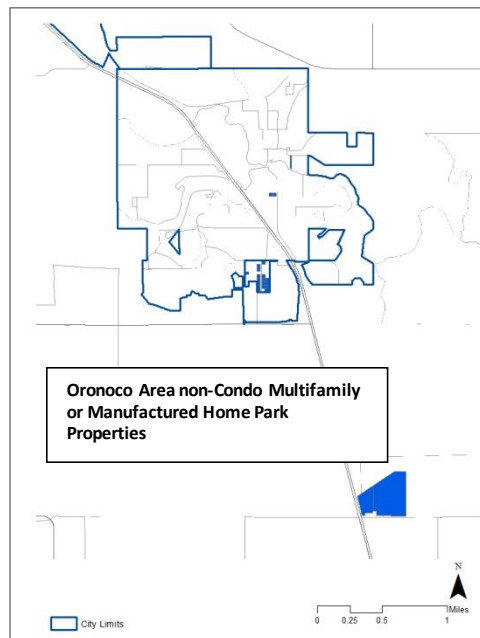 Oronoco Area non-Condo Multifamily
or Manufactured Home Park
Properties
N
Miles
0 0.25 0.5 1
City Limits